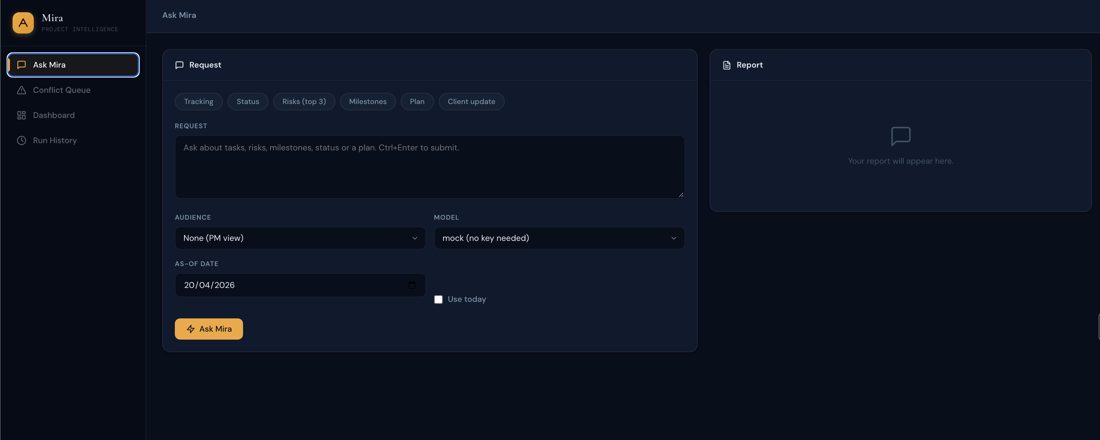 Mira
PROJECT INTELLIGENCE
Ask Mira
Conflict Queue
Dashboard
Run History
Ask Mira
Request
Tracking
Status
Risks (top 3)
Milestones
Plan
Client update
REQUEST
Ask about tasks, risks, milestones, status or a plan. Ctrl+Enter to submit.
AUDIENCE
None (PM view)
MODEL
mock (no key needed)
AS-OF DATE
20/04/2026
Use today
Ask Mira
Report
Your report will appear here.